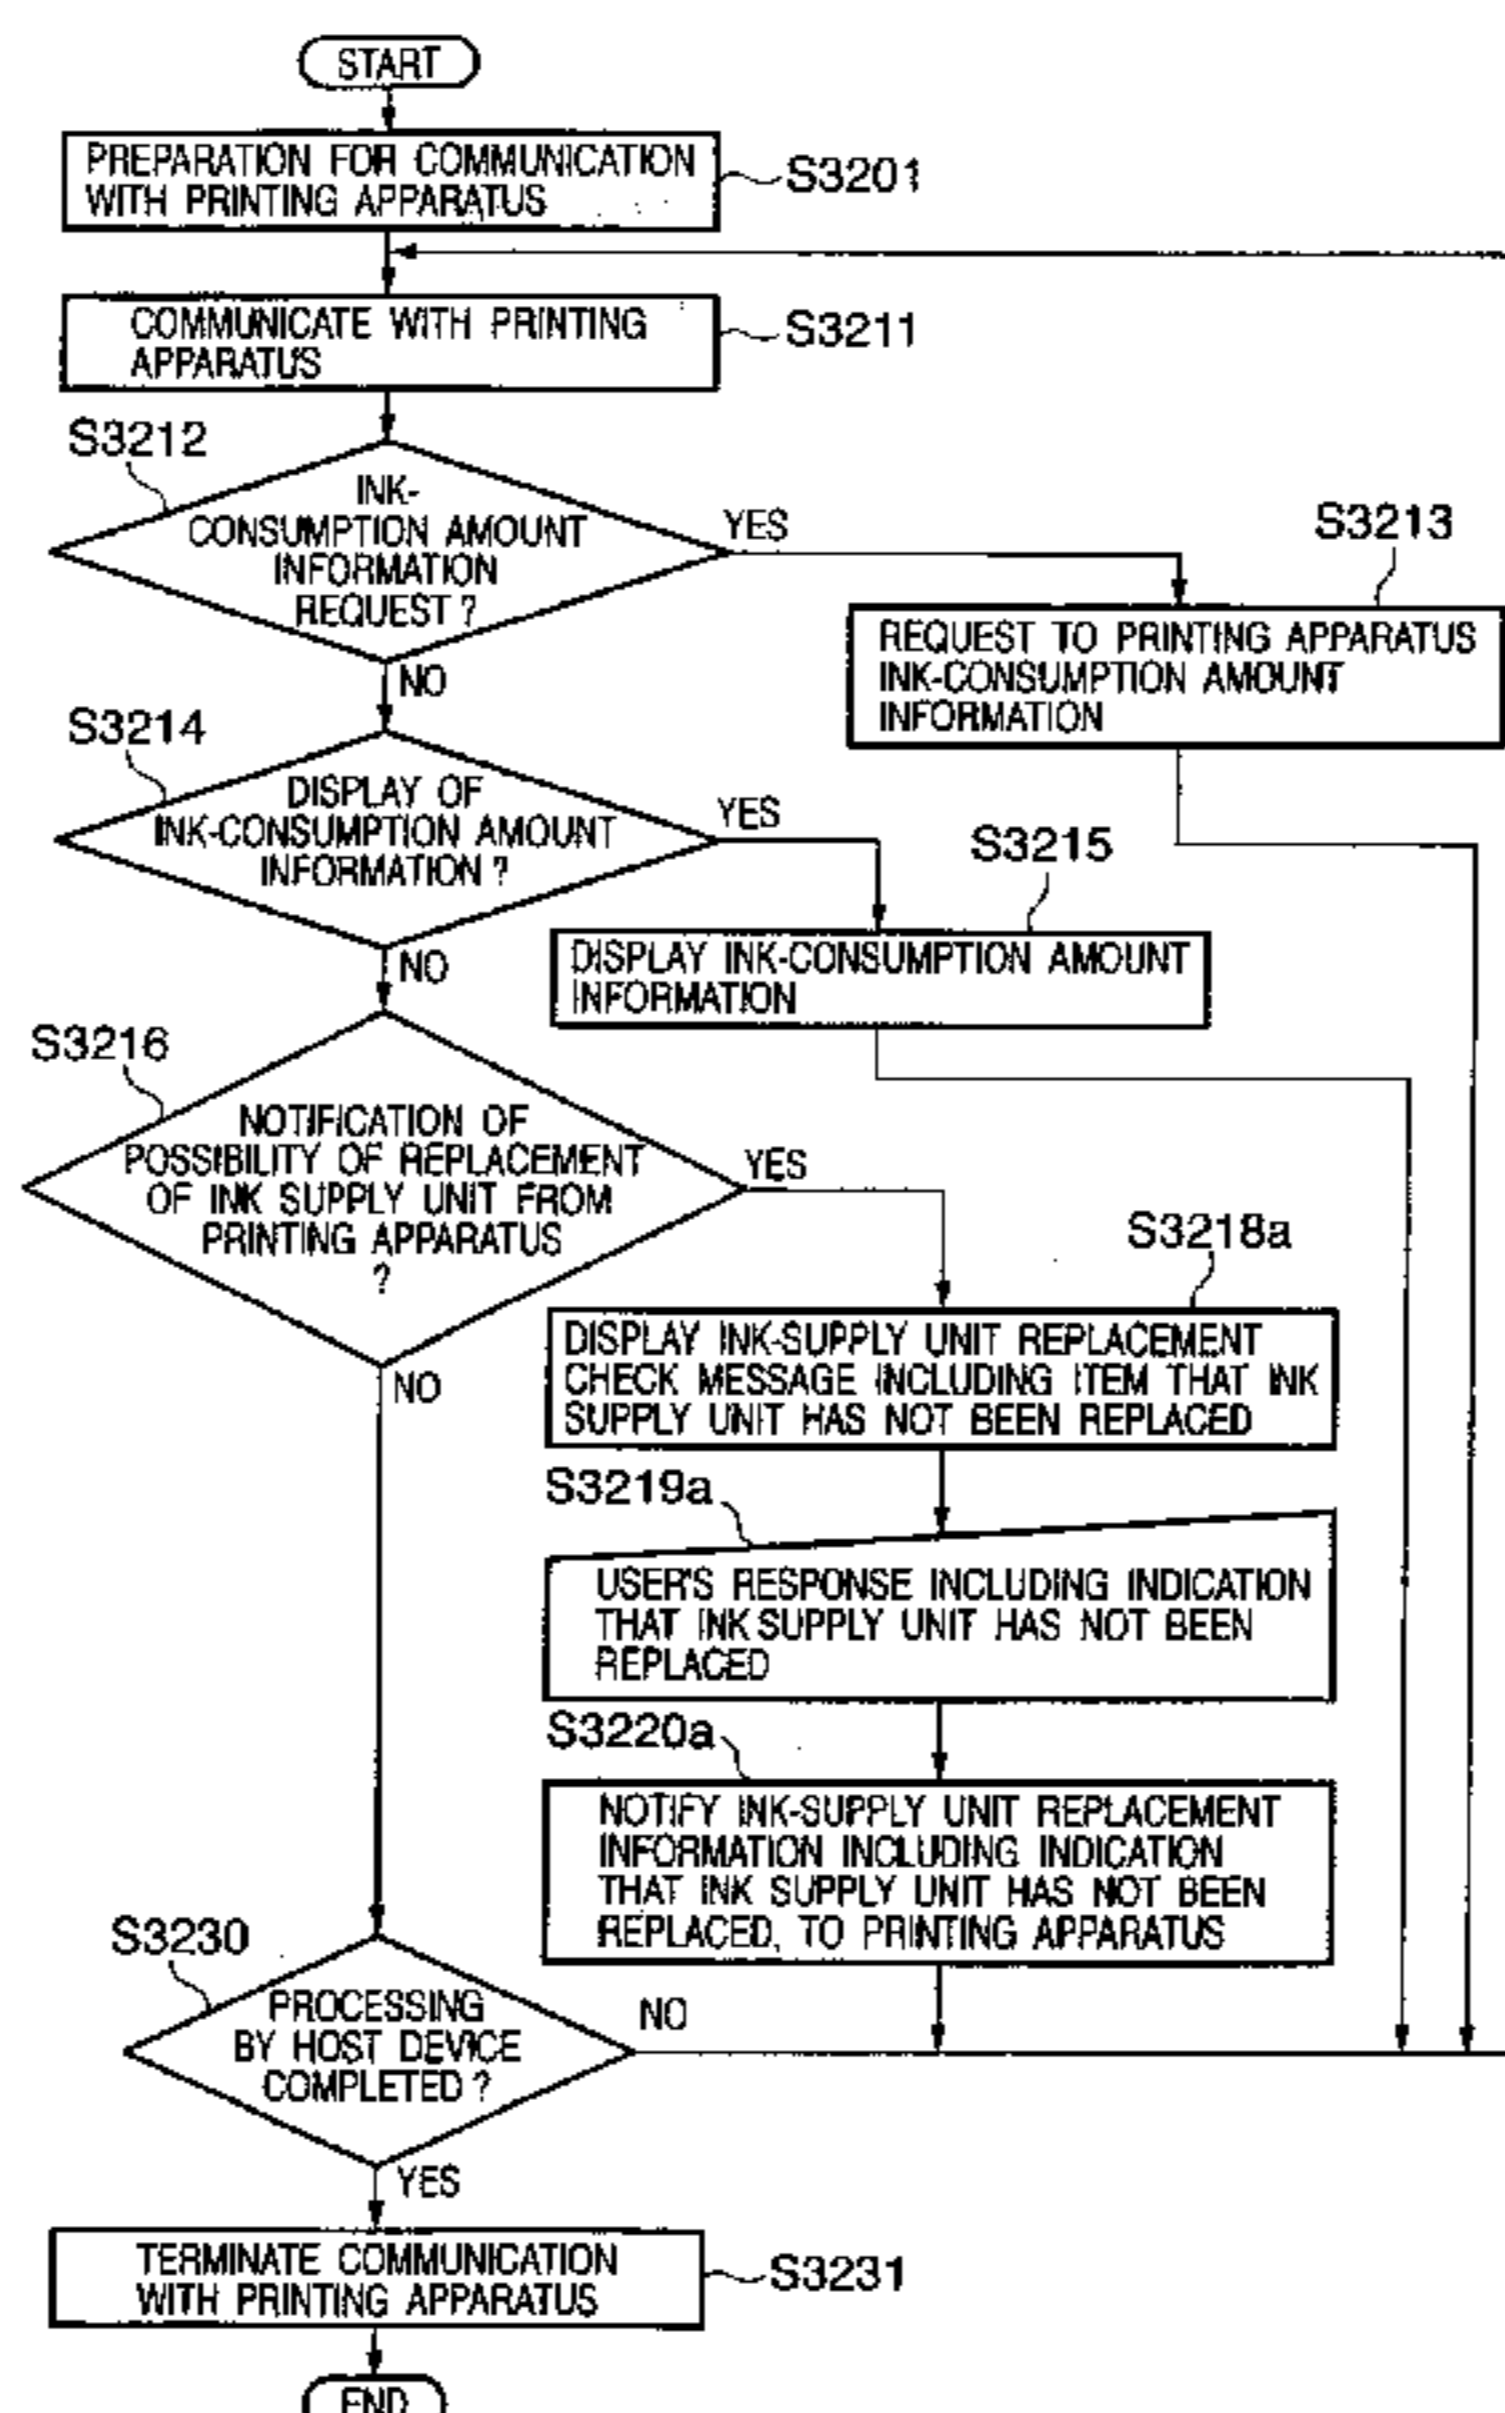 START
PREPARATION FOR COMMUNICATION
WITH PRINTING APPARATUS
S3201
COMMUNICATE WITH PRINTING
APPARATUS
S3211
S3212
INK-
CONSUMPTION AMOUNT
INFORMATION
REQUEST ?
YES
NO
S3213
REQUEST TO PRINTING APPARATUS
INK-CONSUMPTION AMOUNT
INFORMATION
S3214
DISPLAY OF
INK-CONSUMPTION AMOUNT
INFORMATION ?
YES
NO
S3215
DISPLAY INK-CONSUMPTION AMOUNT
INFORMATION
S3216
NOTIFICATION OF
POSSIBILITY OF REPLACEMENT
OF INK SUPPLY UNIT FROM
PRINTING APPARATUS
?
YES
NO
S3218a
DISPLAY INK-SUPPLY UNIT REPLACEMENT
CHECK MESSAGE INCLUDING ITEM THAT INK
SUPPLY UNIT HAS NOT BEEN REPLACED
S3219a
USER'S RESPONSE INCLUDING INDICATION
THAT INK SUPPLY UNIT HAS NOT BEEN
REPLACED
S3220a
NOTIFY INK-SUPPLY UNIT REPLACEMENT
INFORMATION INCLUDING INDICATION
THAT INK SUPPLY UNIT HAS NOT BEEN
REPLACED, TO PRINTING APPARATUS
S3230
PROCESSING
BY HOST DEVICE
COMPLETED ?
NO
YES
TERMINATE COMMUNICATION
WITH PRINTING APPARATUS
S3231
END